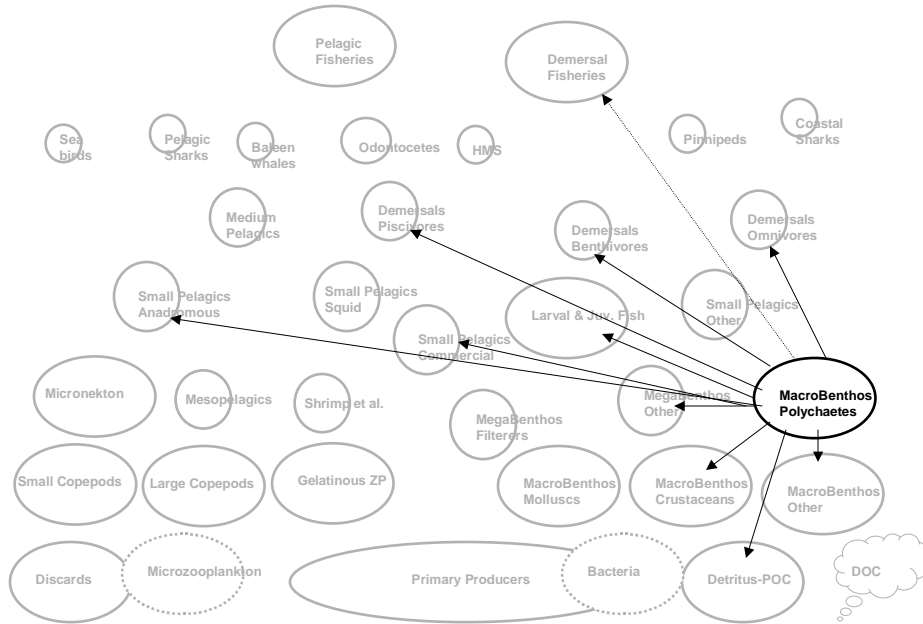 Pelagic
Fisheries
Demersal
Fisheries
Sea
birds
Pelagic
Sharks
Baleen
whales
Odontocetes
HMS
Pinnipeds
Coastal
Sharks
Medium
Pelagics
Demersals
Piscivores
Demersals
Benthivores
Demersals
Omnivores
Small Pelagics
Anadromous
Small Pelagics
Squid
Small Pelagics
Commercial
Larval & Juv. Fish
Small Pelagics
Other
Micronekton
Mesopelagics
Shrimp et al.
MegaBenthos
Filterers
MegaBenthos
Other
MacroBenthos
Polychaetes
Small Copepods
Large Copepods
Gelatinous ZP
MacroBenthos
Molluscs
MacroBenthos
Crustaceans
MacroBenthos
Other
Discards
Microzooplankton
Primary Producers
Bacteria
Detritus-POC
DOC